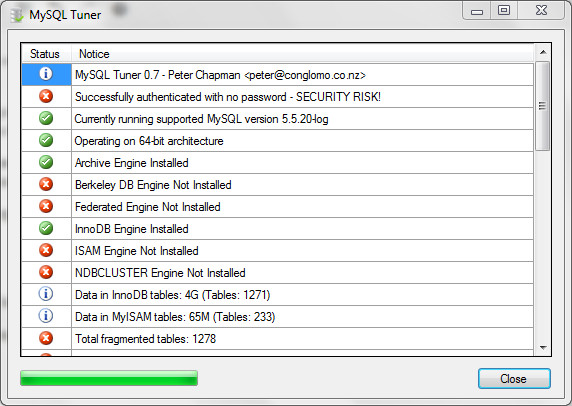 MySQL Tuner
Status Notice
MySQL Tuner 0.7 - Peter Chapman <peter@conglomo.co.nz>
Successfully authenticated with no password - SECURITY RISK!
Currently running supported MySQL version 5.5.20-log
Operating on 64-bit architecture
Archive Engine Installed
Berkeley DB Engine Not Installed
Federated Engine Not Installed
InnoDB Engine Installed
ISAM Engine Not Installed
NDBCLUSTER Engine Not Installed
Data in InnoDB tables: 4G (Tables: 1271)
Data in MyISAM tables: 65M (Tables: 233)
Total fragmented tables: 1278
Close